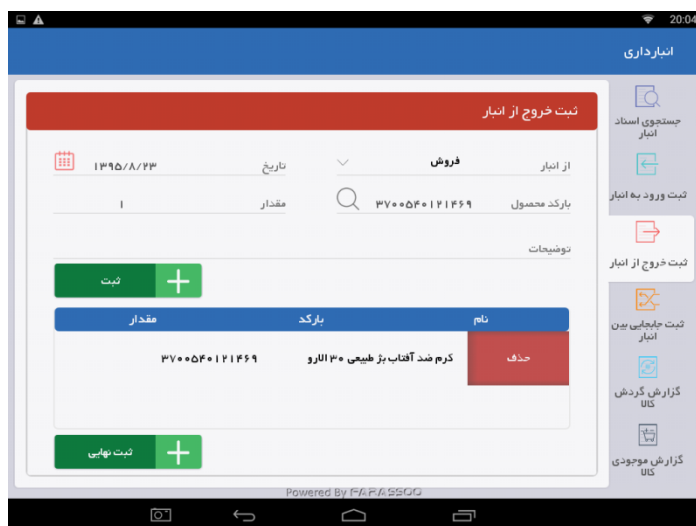 20:04
انبارداری
جستجوی اسناد
انبار
ثبت ورود به انبار
ثبت خروج از انبار
ثبت جابجایی بین
انبار
گزارش گردش
کالا
گزارش موجودی
کالا
ثبت خروج از انبار
از انبار فروش تاریخ ۱۳۹۵/۸/۲۳
بارکد محصول ۳۷۰۰۵۴۰۱۲۱۴۶۹ مقدار ۱
توضیحات
ثبت
نام بارکد مقدار
حذف کرم ضد آفتاب بژ طبیعی ۳۰ الارو ۳۷۰۰۵۴۰۱۲۱۴۶۹
ثبت نهایی
Powered By FARASSOO